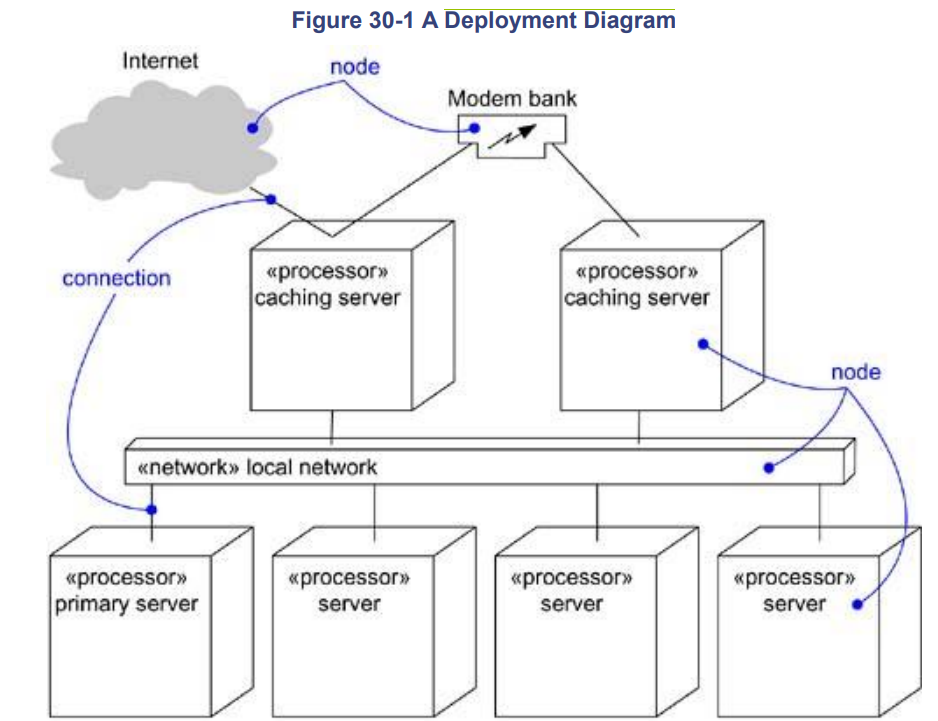 Figure 30-1 A Deployment Diagram
Internet
node
Modem bank
connection
«processor»
caching server
«processor»
caching server
node
«network» local network
«processor»
primary server
«processor»
server
«processor»
server
«processor»
server